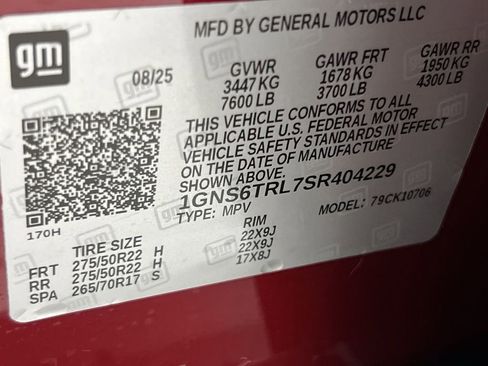 gm
MFD BY GENERAL MOTORS LLC
08/25
GVWR GAWR FRT GAWR RR
3447 KG 1678 KG 1950 KG
7600 LB 3700 LB 4300 LB
THIS VEHICLE CONFORMS TO ALL
APPLICABLE U.S. FEDERAL MOTOR
VEHICLE SAFETY STANDARDS IN EFFECT
ON THE DATE OF MANUFACTURE
SHOWN ABOVE.
1GNS6TRL7SR404229
TYPE: MPV MODEL: 79CK10706
170H
TIRE SIZE RIM
FRT 275/50R22 H 22X9J
RR 275/50R22 H 22X9J
SPA 265/70R17 S 17X8J